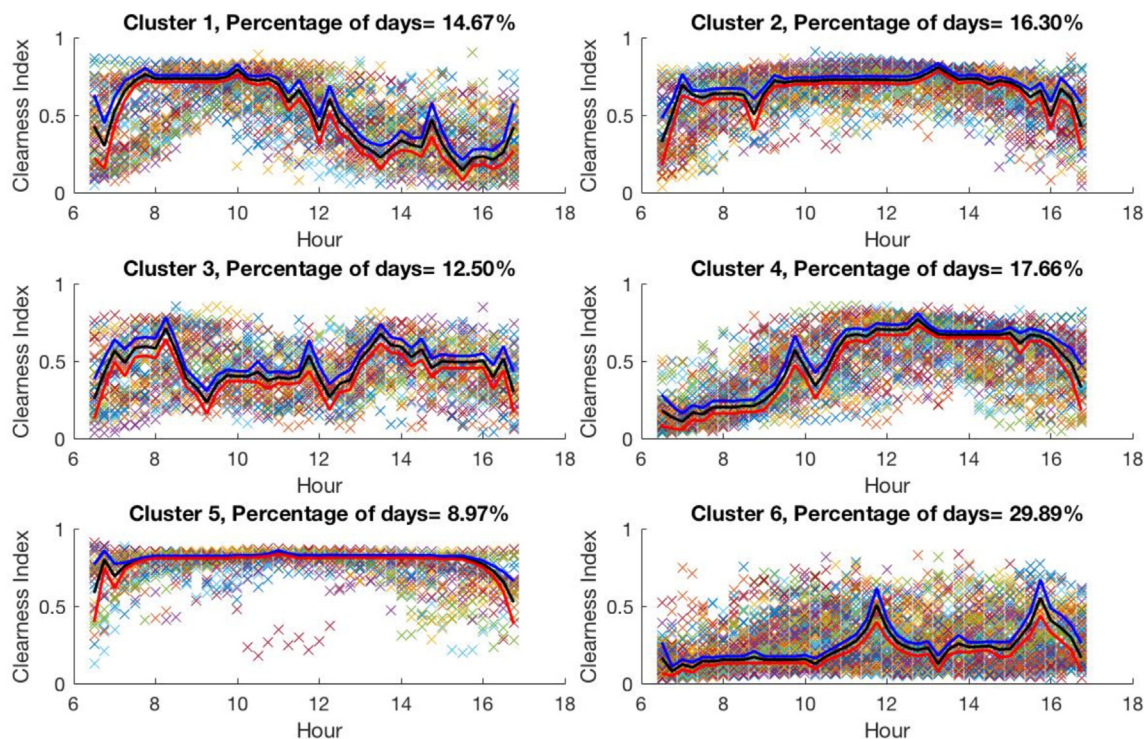 Cluster 1, Percentage of days= 14.67%
Clearness Index
1
0.5
0
6 8 10 12 14 16 18
Hour
Cluster 2, Percentage of days= 16.30%
Clearness Index
1
0.5
0
6 8 10 12 14 16 18
Hour
Cluster 3, Percentage of days= 12.50%
Clearness Index
1
0.5
0
6 8 10 12 14 16 18
Hour
Cluster 4, Percentage of days= 17.66%
Clearness Index
1
0.5
0
6 8 10 12 14 16 18
Hour
Cluster 5, Percentage of days= 8.97%
Clearness Index
1
0.5
0
6 8 10 12 14 16 18
Hour
Cluster 6, Percentage of days= 29.89%
Clearness Index
1
0.5
0
6 8 10 12 14 16 18
Hour